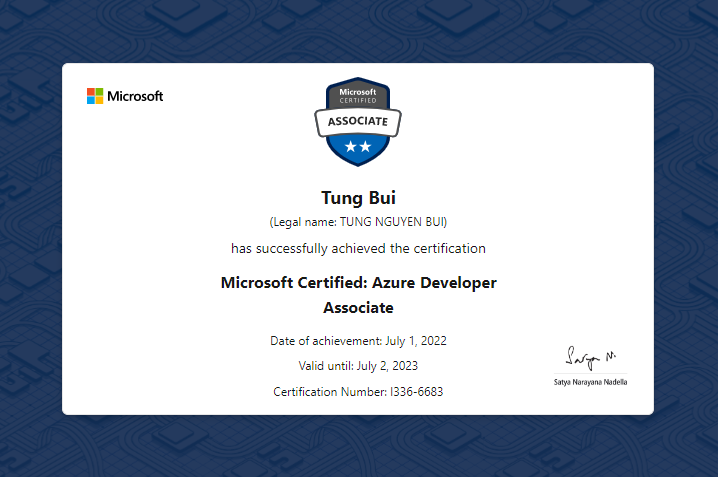 Microsoft
Microsoft
CERTIFIED
ASSOCIATE
Tung Bui
(Legal name: TUNG NGUYEN BUI)
has successfully achieved the certification
Microsoft Certified: Azure Developer
Associate
Date of achievement: July 1, 2022
Valid until: July 2, 2023
Certification Number: I336-6683
Satya N.
Satya Narayana Nadella